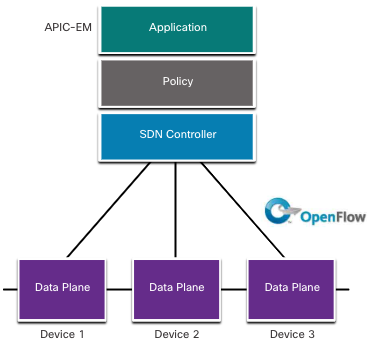 APIC-EM
Application
Policy
SDN Controller
OpenFlow
Data Plane
Data Plane
Data Plane
Device 1
Device 2
Device 3